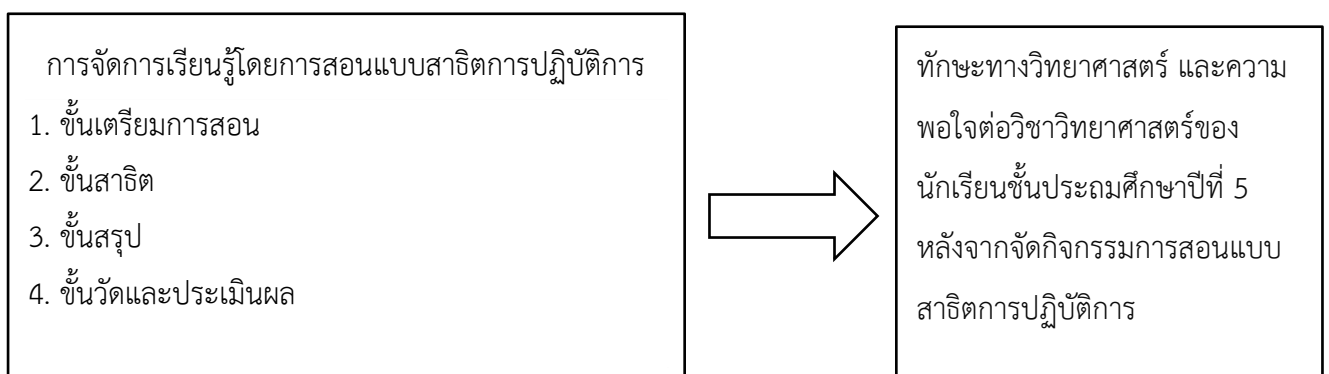 การจัดการเรียนรู้โดยการสอนแบบสาธิตการปฏิบัติการ
1. ขั้นเตรียมการสอน
2. ขั้นสาธิต
3. ขั้นสรุป
4. ขั้นวัดและประเมินผล
ทักษะทางวิทยาศาสตร์ และความ
พอใจต่อวิชาวิทยาศาสตร์ของ
นักเรียนชั้นประถมศึกษาปีที่ 5
หลังจากจัดกิจกรรมการสอนแบบ
สาธิตการปฏิบัติการ